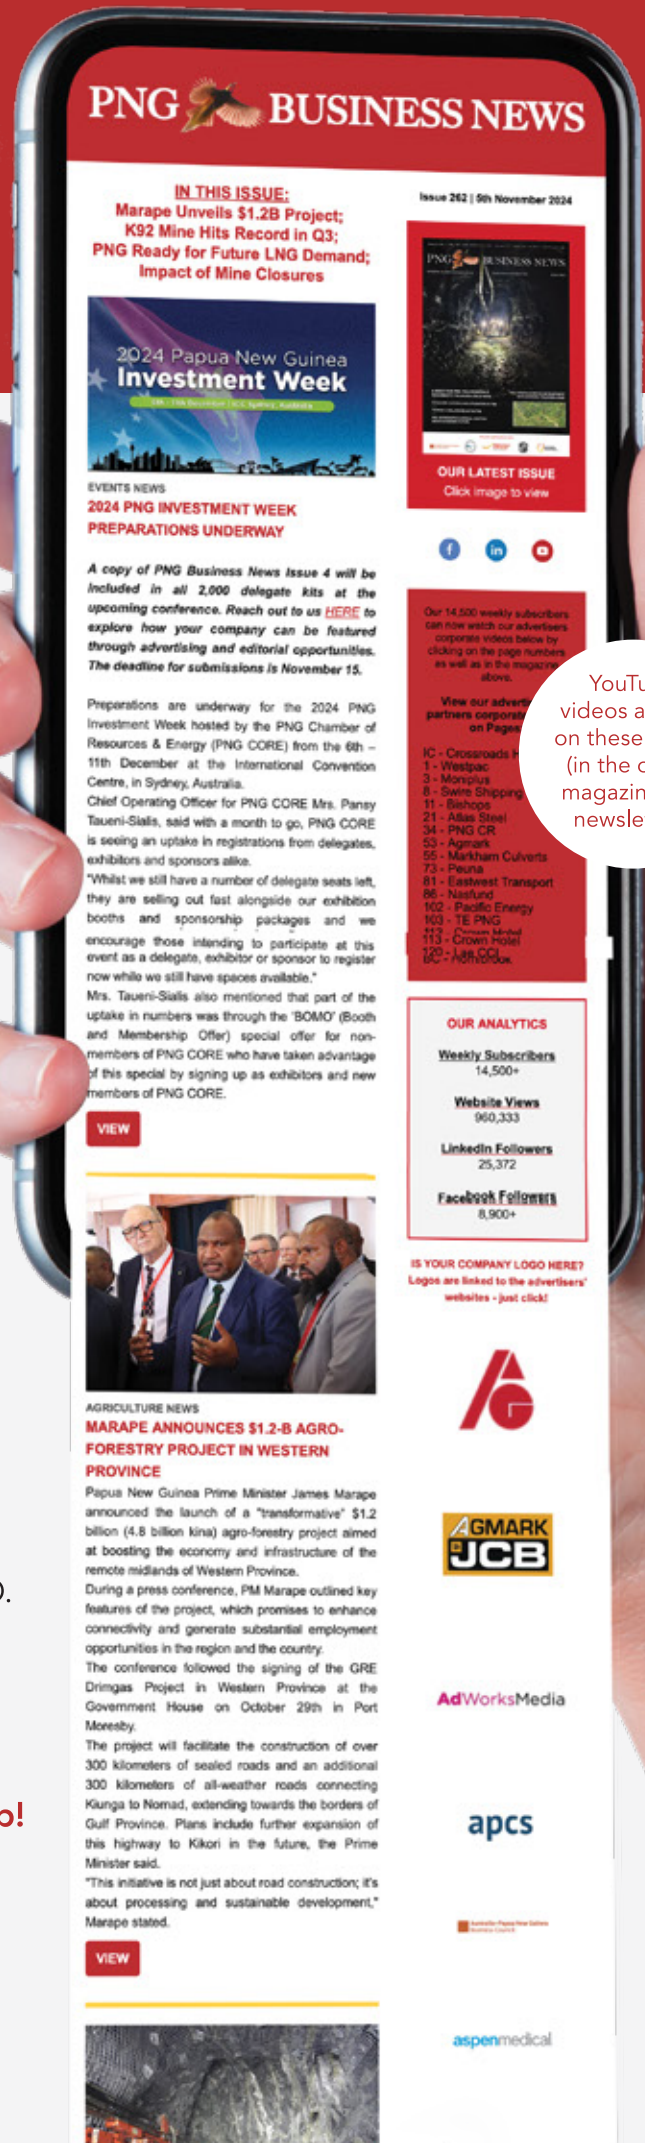 PNG BUSINESS NEWS
IN THIS ISSUE:
Marape Unveils $1.2B Project;
K92 Mine Hits Record in Q3;
PNG Ready for Future LNG Demand;
Impact of Mine Closures
2024 Papua New Guinea
Investment Week
EVENTS NEWS
2024 PNG INVESTMENT WEEK
PREPARATIONS UNDERWAY
A copy of PNG Business News Issue 4 will be
included in all 2,000 delegate kits at the
upcoming conference. Reach out to us HERE to
explore how your company can be featured
through advertising and editorial opportunities.
The deadline for submissions is November 15.
Preparations are underway for the 2024 PNG
Investment Week hosted by the PNG Chamber of
Resources & Energy (PNG CORE) from the 6th –
11th December at the International Convention
Centre, in Sydney, Australia.
Chief Operating Officer for PNG CORE Mrs. Pansy
Taueni-Sialis, said with a month to go, PNG CORE
is seeing an uptake in registrations from delegates,
exhibitors and sponsors alike.
"Whilst we still have a number of delegate seats left,
they are selling out fast alongside our exhibition
booths and sponsorship packages and we
encourage those intending to participate at this
event as a delegate, exhibitor or sponsor to register
now while we still have spaces available."
Mrs. Taueni-Sialis also mentioned that part of the
uptake in numbers was through the 'BOMO' (Booth
and Membership Offer) special offer for non-
members of PNG CORE who have taken advantage
of this special by signing up as exhibitors and new
members of PNG CORE.
VIEW
AGRICULTURE NEWS
MARAPE ANNOUNCES $1.2-B AGRO-
FORESTRY PROJECT IN WESTERN
PROVINCE
Papua New Guinea Prime Minister James Marape
announced the launch of a "transformative" $1.2
billion (4.8 billion kina) agro-forestry project aimed
at boosting the economy and infrastructure of the
remote midlands of Western Province.
During a press conference, PM Marape outlined key
features of the project, which promises to enhance
connectivity and generate substantial employment
opportunities in the region and the country.
The conference followed the signing of the GRE
Drimgas Project in Western Province at the
Government House on October 29th in Port
Moresby.
The project will facilitate the construction of over
300 kilometers of sealed roads and an additional
300 kilometers of all-weather roads connecting
Kiunga to Nomad, extending towards the borders of
Gulf Province. Plans include further expansion of
this highway to Kikori in the future, the Prime
Minister said.
"This initiative is not just about road construction; it's
about processing and sustainable development,"
Marape stated.
VIEW
Issue 262 | 5th November 2024
PNG BUSINESS NEWS
OUR LATEST ISSUE
Click image to view
Our 14,500 weekly subscribers
can now watch our advertisers
corporate videos below by
clicking on the page numbers
as well as in the magazine
above.
View our
partners corporate
on Pages
IC - Crossroads
1 - Westpac
3 - Moniplus
8 - Swire Shipping
11 - Bishops
21 - Atlas Steel
34 - PNG CR
53 - Agmark
55 - Markham Culverts
73 - Peuna
81 - Eastwest Transport
86 - Nasfund
102 - Pacific Energy
103 - TE PNG
113 - Crown Hotel
120 - Lae CCI
BC - Hornibrook
videos
on these
(in the
OUR ANALYTICS
Weekly Subscribers
14,500+
Website Views
960,333
LinkedIn Followers
25,372
Facebook Followers
8,900+
IS YOUR COMPANY LOGO HERE?
Logos are linked to the advertisers'
websites - just click!
AGMARK
JCB
AdWorksMedia
apcs
Australia Papua New Guinea
Business Council
aspenmedical